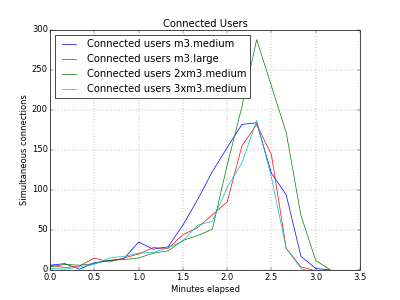 Connected Users
300
250
200
150
100
50
0
Simultaneous connections
Connected users m3.medium
Connected users m3.large
Connected users 2xm3.medium
Connected users 3xm3.medium
0.0 0.5 1.0 1.5 2.0 2.5 3.0 3.5
Minutes elapsed